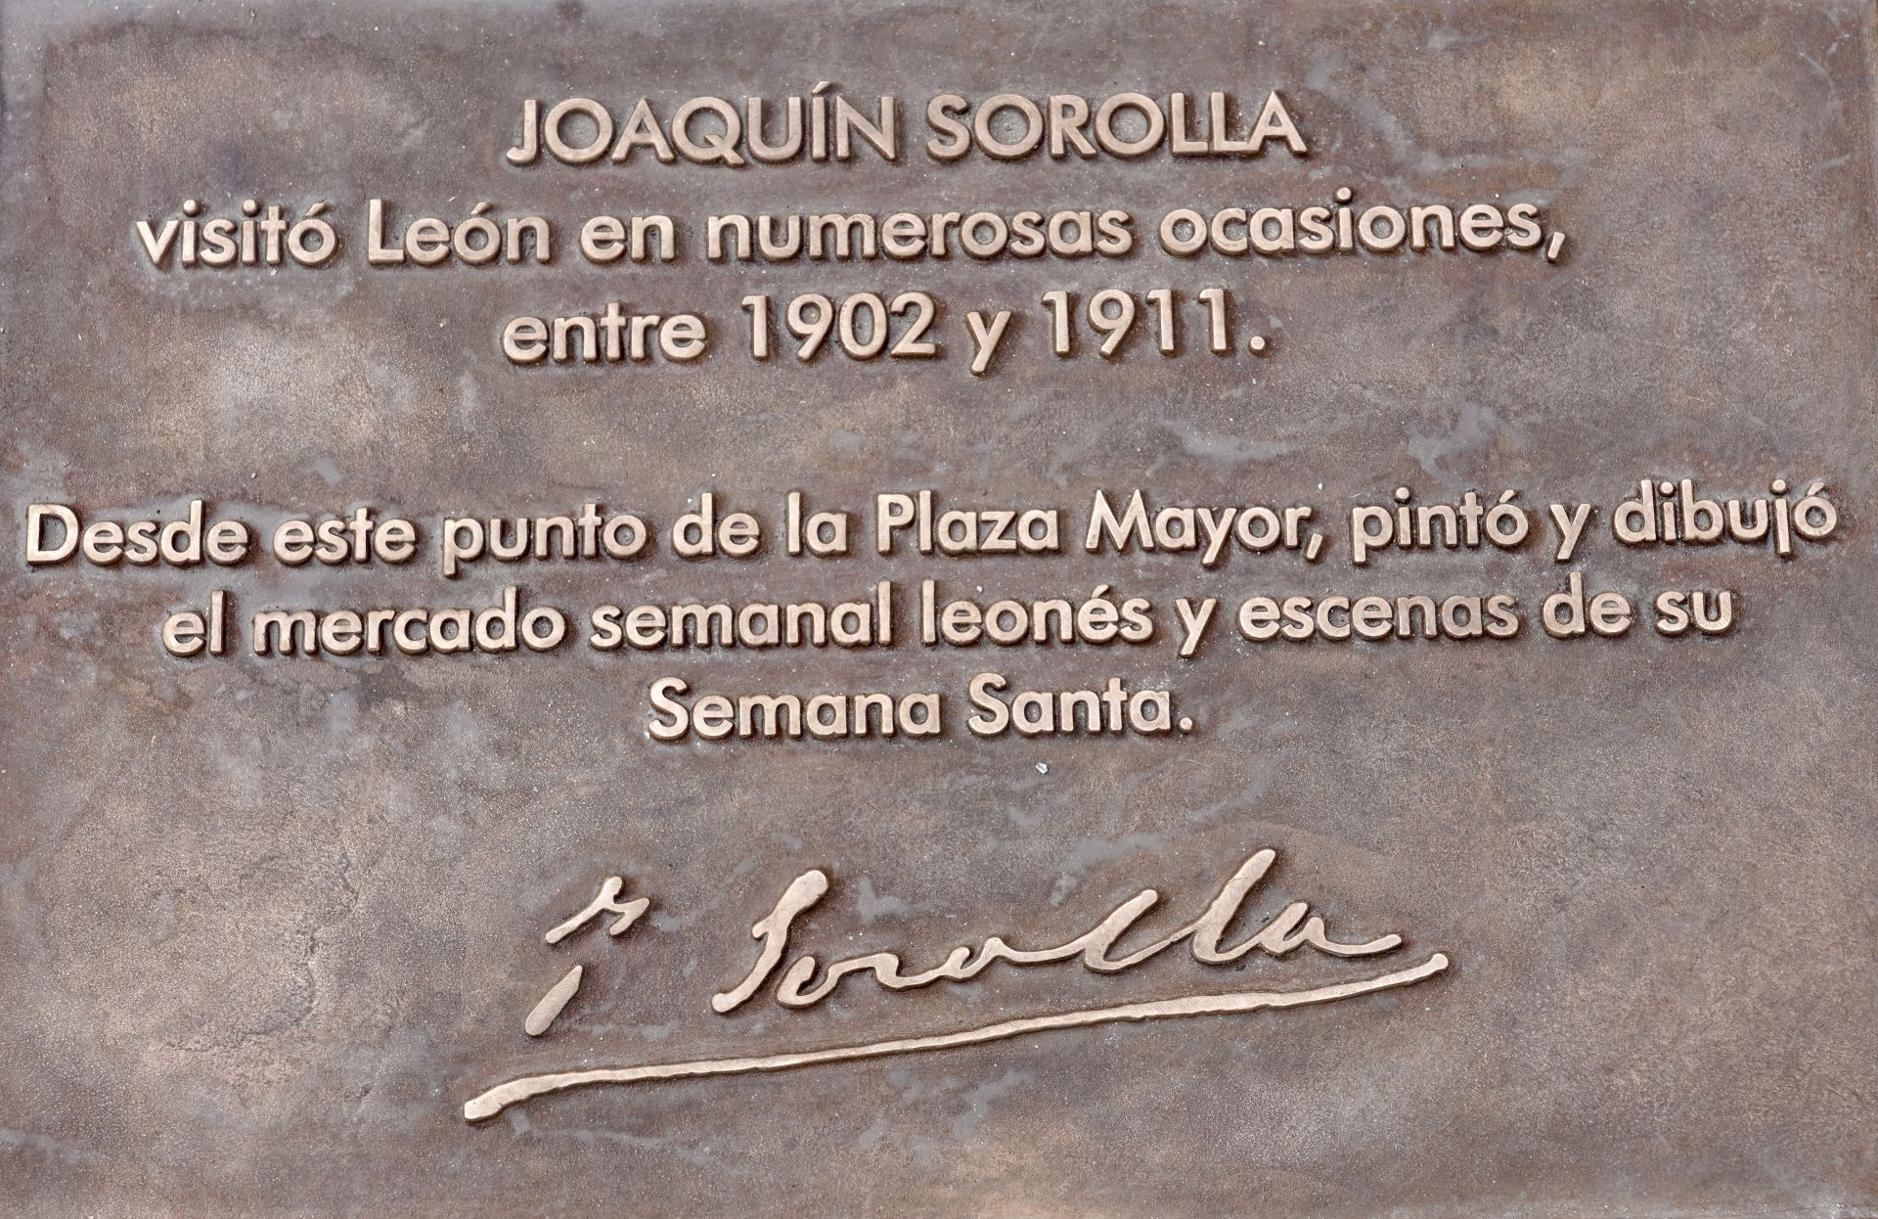 JOAQUÍN SOROLLA
visitó León en numerosas ocasiones,
entre 1902 y 1911.
Desde este punto de la Plaza Mayor, pintó y dibujó
el mercado semanal leonés y escenas de su
Semana Santa.
J Sorolla